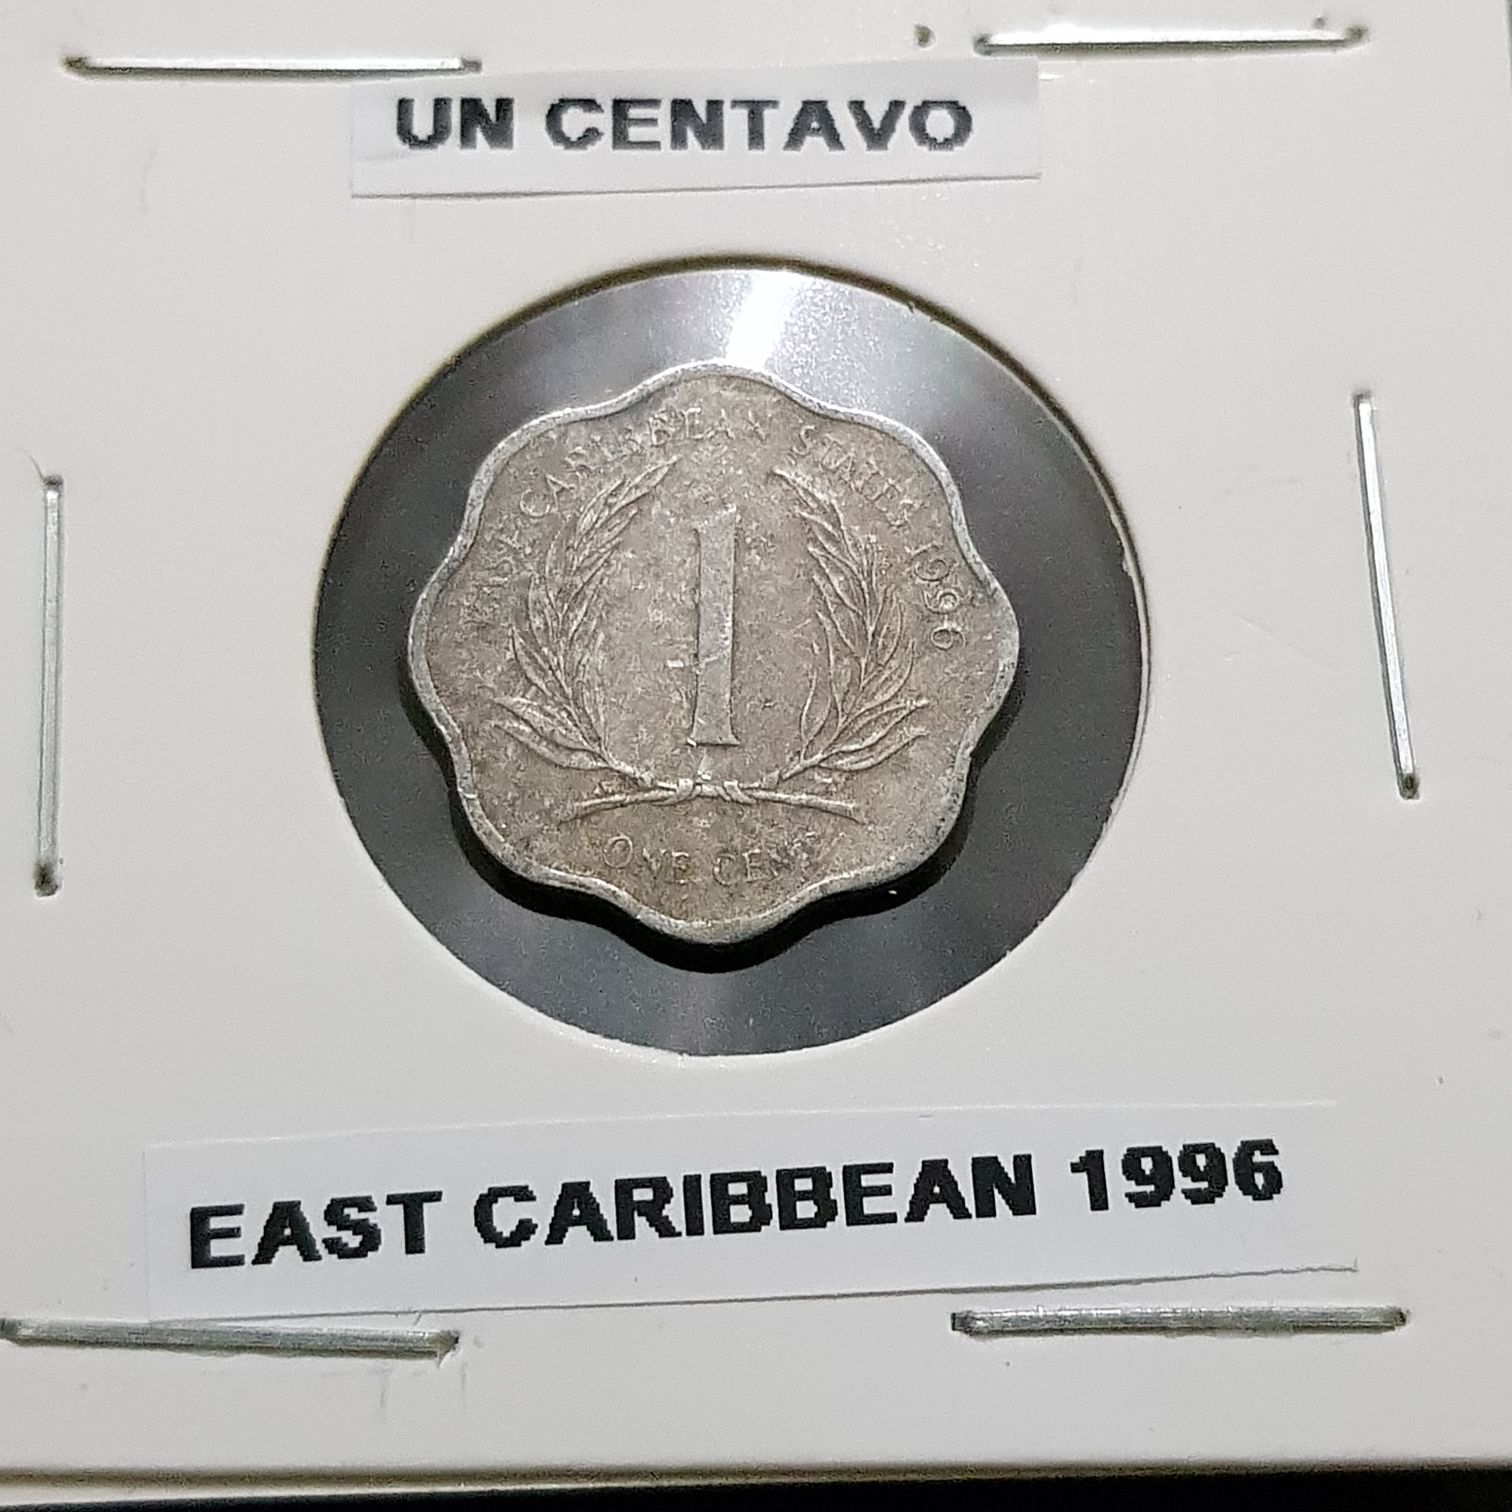 UN CENTAVO
EAST CARIBBEAN STATES 1996
1
ONE CENT
EAST CARIBBEAN 1996